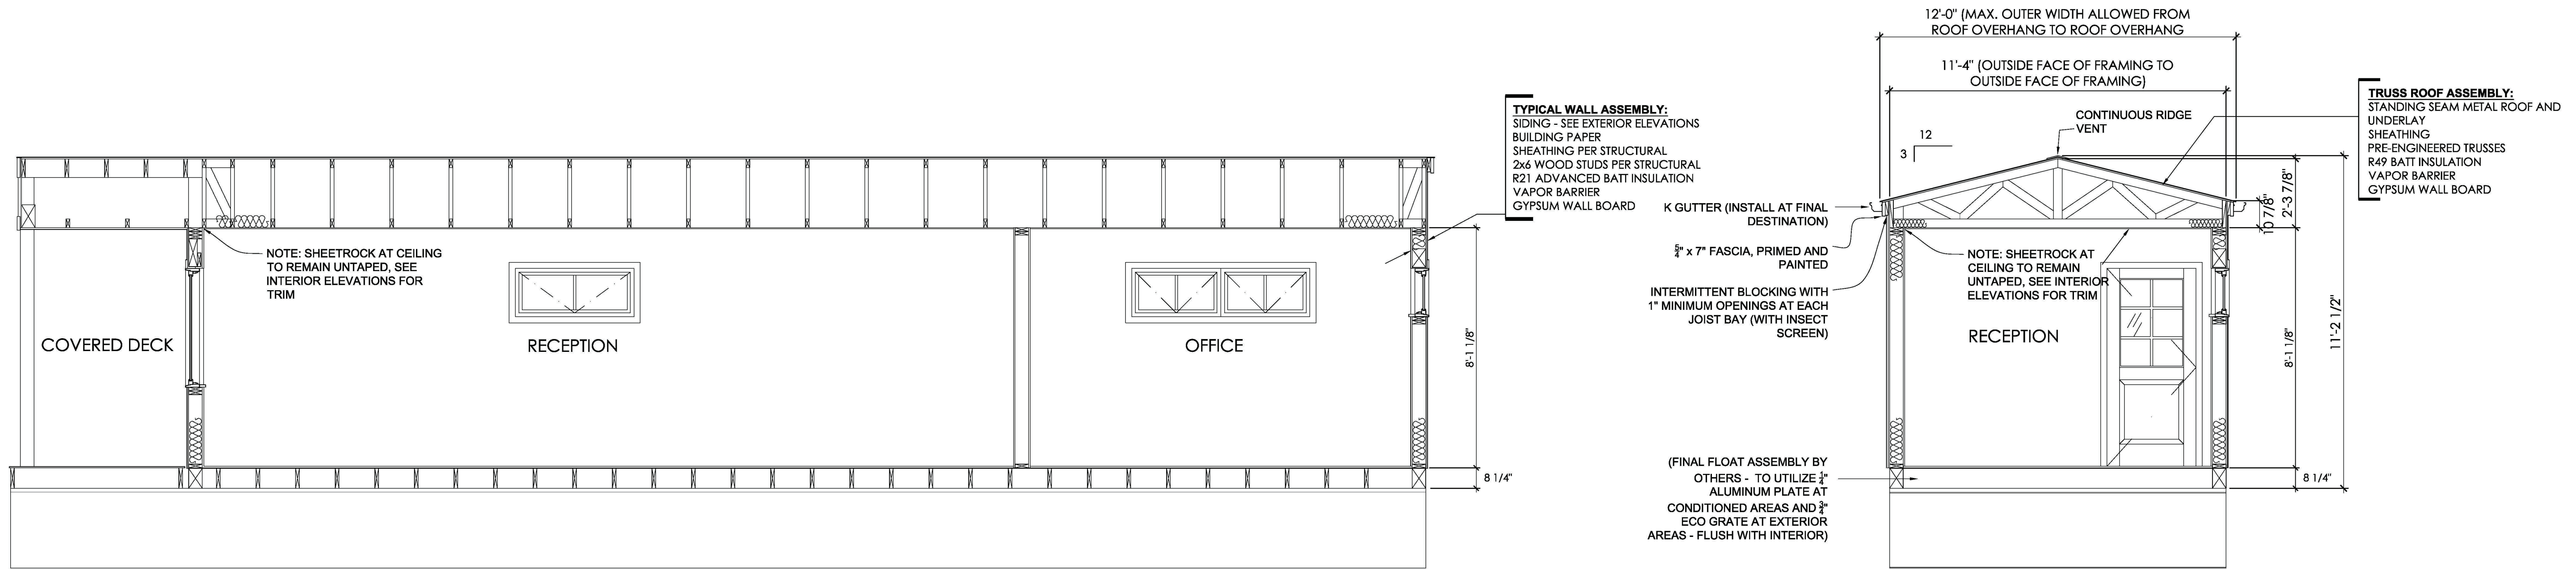 COVERED DECK
NOTE: SHEETROCK AT CEILING
TO REMAIN UNTAPED, SEE
INTERIOR ELEVATIONS FOR
TRIM
RECEPTION
OFFICE
TYPICAL WALL ASSEMBLY:
SIDING - SEE EXTERIOR ELEVATIONS
BUILDING PAPER
SHEATHING PER STRUCTURAL
2x6 WOOD STUDS PER STRUCTURAL
R21 ADVANCED BATT INSULATION
VAPOR BARRIER
GYPSUM WALL BOARD
8'-1 1/8"
8 1/4"
12'-0" (MAX. OUTER WIDTH ALLOWED FROM
ROOF OVERHANG TO ROOF OVERHANG
11'-4" (OUTSIDE FACE OF FRAMING TO
OUTSIDE FACE OF FRAMING)
CONTINUOUS RIDGE
VENT
12
3
K GUTTER (INSTALL AT FINAL
DESTINATION)
5/4" x 7" FASCIA, PRIMED AND
PAINTED
INTERMITTENT BLOCKING WITH
1" MINIMUM OPENINGS AT EACH
JOIST BAY (WITH INSECT
SCREEN)
(FINAL FLOAT ASSEMBLY BY
OTHERS - TO UTILIZE 1/4"
ALUMINUM PLATE AT
CONDITIONED AREAS AND 3/4"
ECO GRATE AT EXTERIOR
AREAS - FLUSH WITH INTERIOR)
NOTE: SHEETROCK AT
CEILING TO REMAIN
UNTAPED, SEE INTERIOR
ELEVATIONS FOR TRIM
RECEPTION
10 7/8"
2'-3 7/8"
8'-1 1/8"
11'-2 1/2"
8 1/4"
TRUSS ROOF ASSEMBLY:
STANDING SEAM METAL ROOF AND
UNDERLAY
SHEATHING
PRE-ENGINEERED TRUSSES
R49 BATT INSULATION
VAPOR BARRIER
GYPSUM WALL BOARD